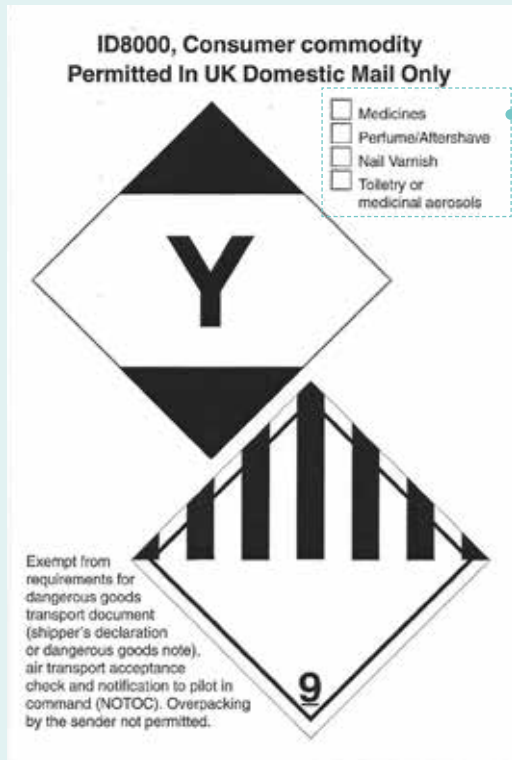 ID8000, Consumer commodity
Permitted In UK Domestic Mail Only
Medicines
Perfume/Aftershave
Nail Varnish
Toiletry or
medicinal aerosols
Y
Exempt from
requirements for
dangerous goods
transport document
(shipper's declaration
or dangerous goods note),
air transport acceptance
check and notification to pilot in
command (NOTOC). Overpacking
by the sender not permitted.
9